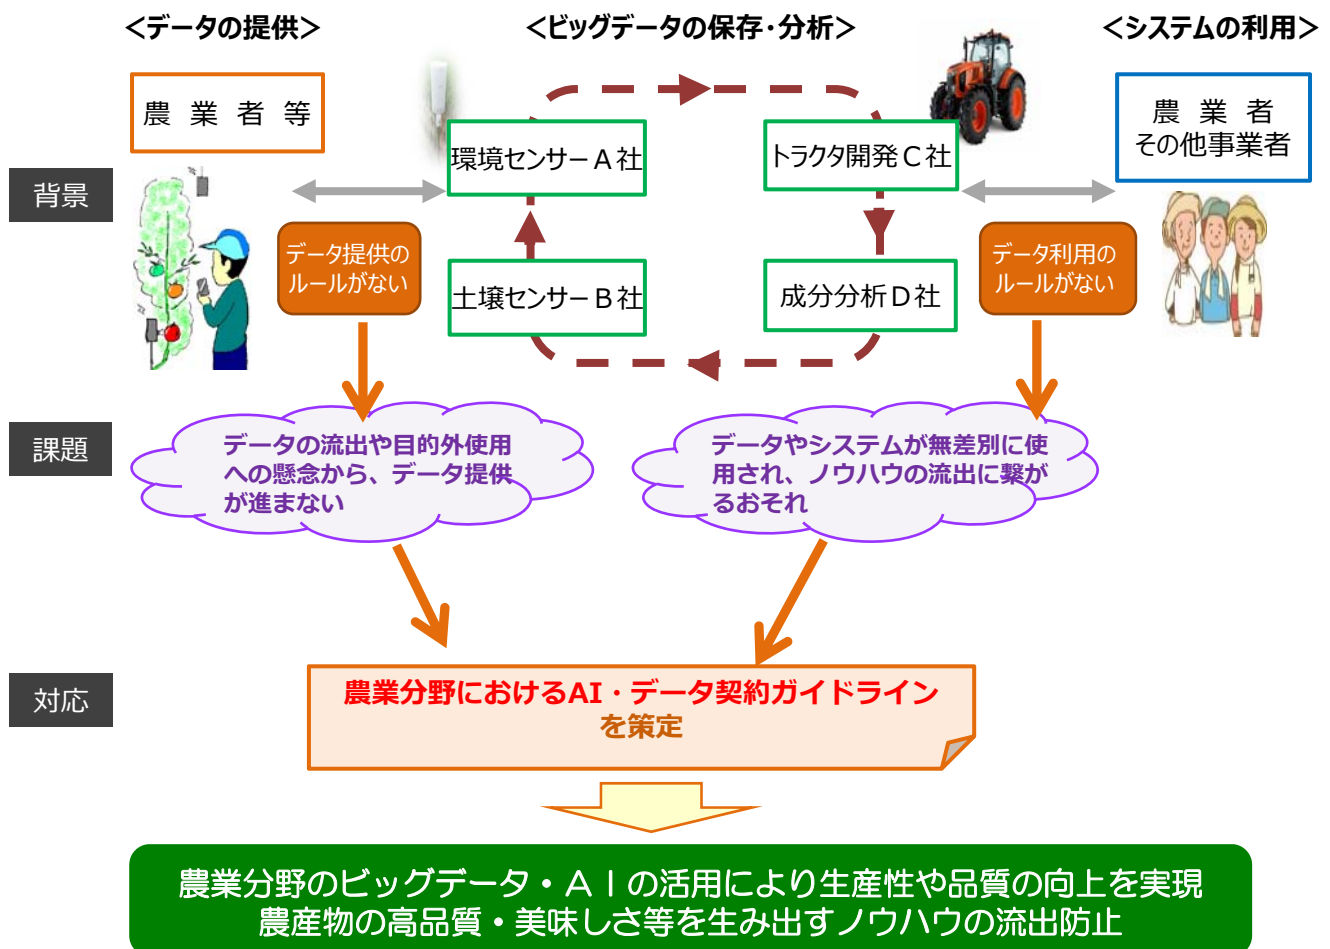 <データの提供>
<ビッグデータの保存・分析>
<システムの利用>
農業者等
環境センサーA社
トラクタ開発C社
農業者
その他事業者
背景
データ提供の
ルールがない
土壌センサーB社
成分分析D社
データ利用の
ルールがない
課題
データの流出や目的外使用
への懸念から、データ提供
が進まない
データやシステムが無差別に使
用され、ノウハウの流出に繋が
るおそれ
対応
農業分野におけるAI・データ契約ガイドライン
を策定
農業分野のビッグデータ・AIの活用により生産性や品質の向上を実現
農産物の高品質・美味しさ等を生み出すノウハウの流出防止